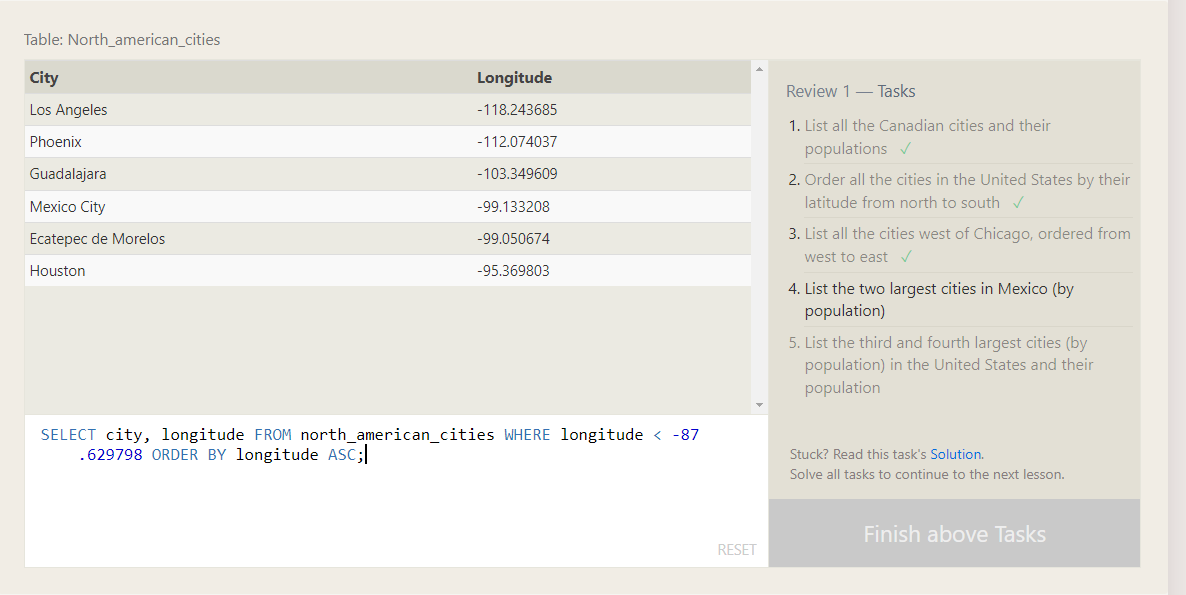 Table: North_american_cities
City Longitude
Los Angeles -118.243685
Phoenix -112.074037
Guadalajara -103.349609
Mexico City -99.133208
Ecatepec de Morelos -99.050674
Houston -95.369803
SELECT city, longitude FROM north_american_cities WHERE longitude < -87
.629798 ORDER BY longitude ASC;
RESET
Review 1 — Tasks
1. List all the Canadian cities and their
populations ✓
2. Order all the cities in the United States by their
latitude from north to south ✓
3. List all the cities west of Chicago, ordered from
west to east ✓
4. List the two largest cities in Mexico (by
population)
5. List the third and fourth largest cities (by
population) in the United States and their
population
Stuck? Read this task's Solution.
Solve all tasks to continue to the next lesson.
Finish above Tasks